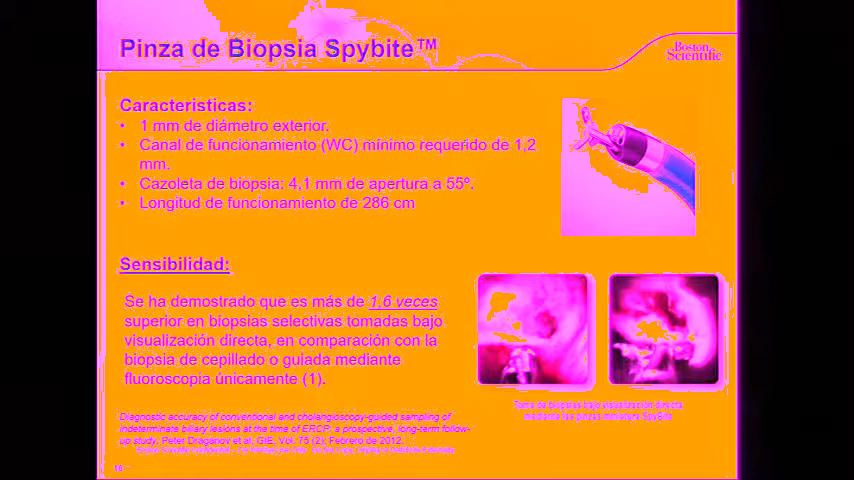 Pinza de Biopsia Spybite™
Boston
Scientific
Características:
• 1 mm de diámetro exterior.
• Canal de funcionamiento (WC) mínimo requerido de 1,2
mm.
• Cazoleta de biopsia: 4,1 mm de apertura a 55º.
• Longitud de funcionamiento de 286 cm
Sensibilidad:
Se ha demostrado que es más de 1,6 veces
superior en biopsias selectivas tomadas bajo
visualización directa, en comparación con la
biopsia de cepillado o guiada mediante
fluoroscopia únicamente (1).
Diagnostic accuracy of conventional and cholangioscopy-guided sampling of
indeterminate biliary lesions at the time of ERCP: a prospective, long-term follow-
up study. Peter Draganov et al; GIE, Vol. 75 (2); Febrero de 2012